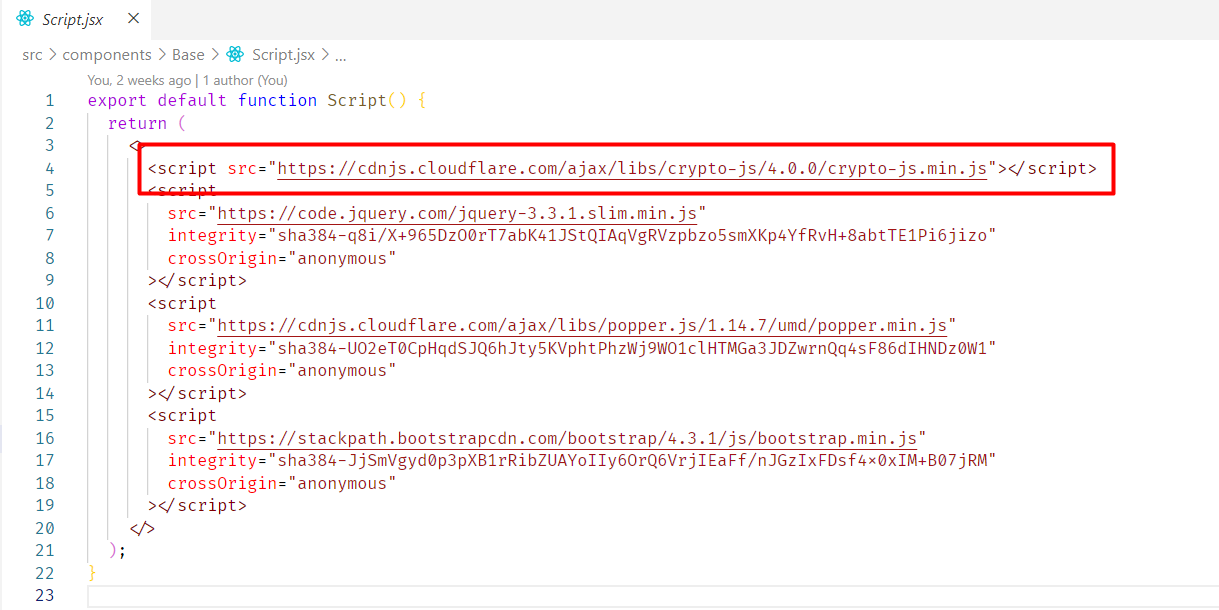 Script.jsx
src > components > Base > Script.jsx > ...
You, 2 weeks ago | 1 author (You)
1 export default function Script() {
2 return (
3 <>
4 <script src="https://cdnjs.cloudflare.com/ajax/libs/crypto-js/4.0.0/crypto-js.min.js"></script>
5 <script
6 src="https://code.jquery.com/jquery-3.3.1.slim.min.js"
7 integrity="sha384-q8i/X+965DzO0rT7abK41JStQIAqVgRVzpbzo5smXKp4YfRvH+8abtTE1Pi6jizo"
8 crossOrigin="anonymous"
9 ></script>
10 <script
11 src="https://cdnjs.cloudflare.com/ajax/libs/popper.js/1.14.7/umd/popper.min.js"
12 integrity="sha384-UO2eT0CpHqdSJQ6hJty5KVphtPhzWj9WO1clHTMGa3JDZwrnQq4sF86dIHNDz0W1"
13 crossOrigin="anonymous"
14 ></script>
15 <script
16 src="https://stackpath.bootstrapcdn.com/bootstrap/4.3.1/js/bootstrap.min.js"
17 integrity="sha384-JjSmVgyd0p3pXB1rRibZUAYoIIy6OrQ6VrjIEaFf/nJGzIxFDsf4x0xIM+B07jRM"
18 crossOrigin="anonymous"
19 ></script>
20 </>
21 );
22 }
23